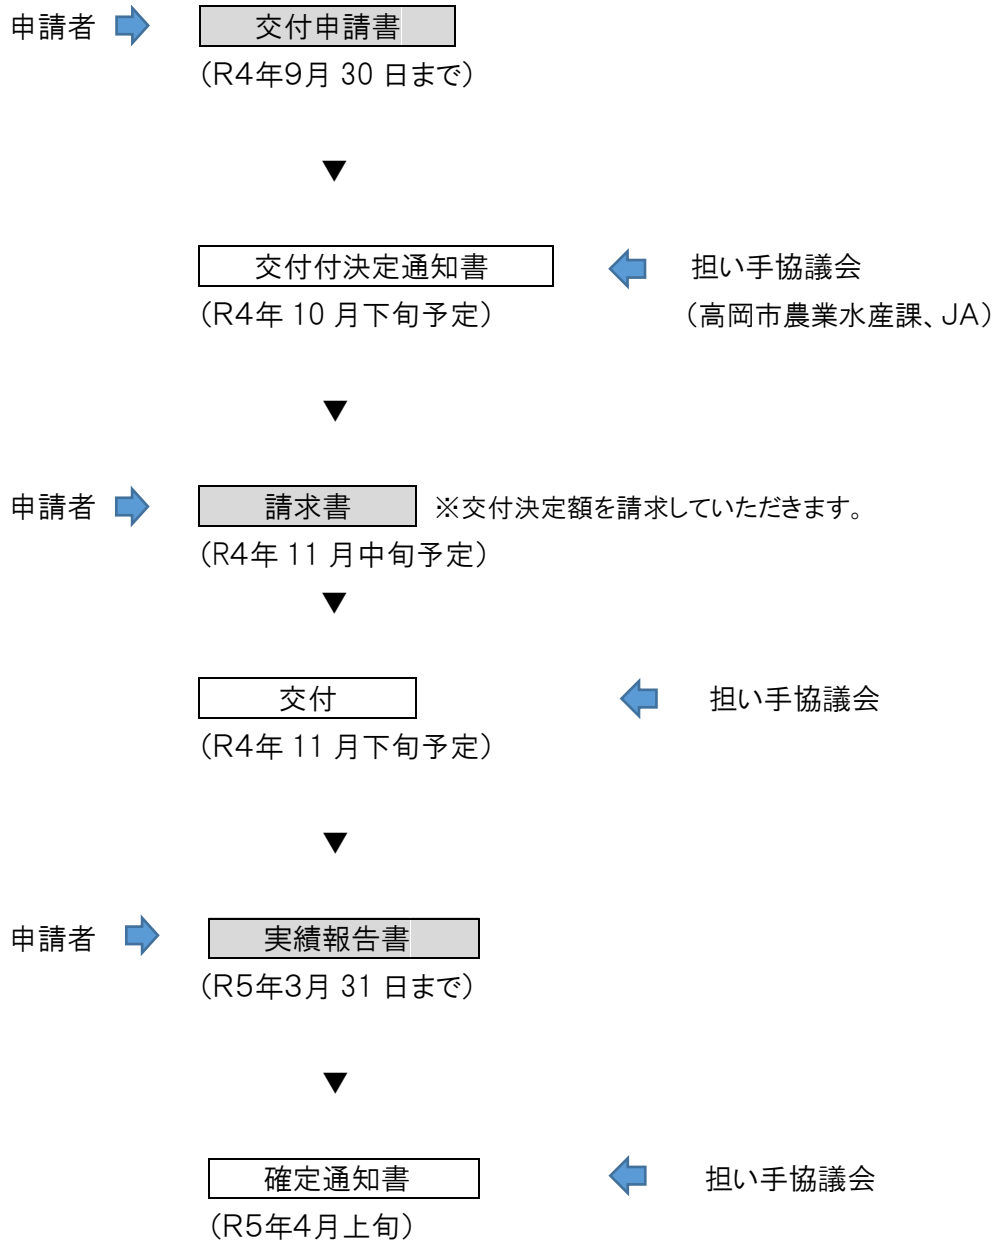 申請者 交付申請書
（R4年9月 30 日まで）
▼
交付付決定通知書 担い手協議会
（R4年 10 月下旬予定） （高岡市農業水産課、JA）
▼
申請者 請求書 ※交付決定額を請求していただきます。
（R4年 11 月中旬予定）
▼
交付 担い手協議会
（R4年 11 月下旬予定）
▼
申請者 実績報告書
（R5年3月 31 日まで）
▼
確定通知書 担い手協議会
（R5年4月上旬）